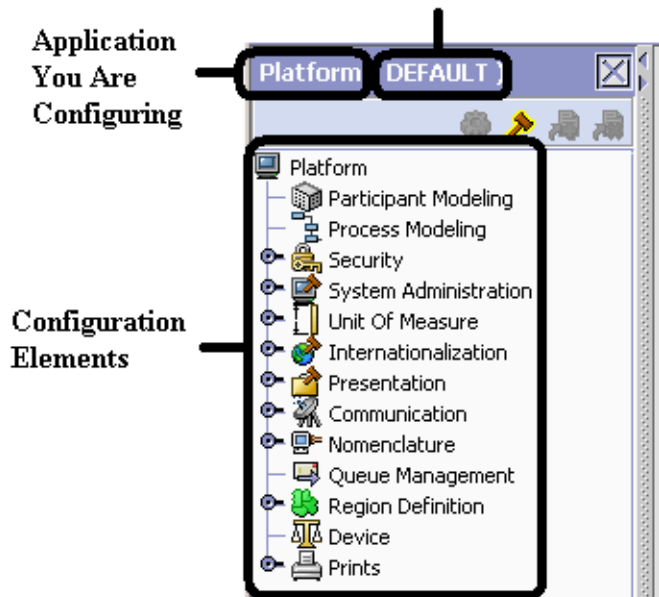 Application
You Are
Configuring
Platform DEFAULT )
Platform
Participant Modeling
Process Modeling
Security
System Administration
Unit Of Measure
Internationalization
Presentation
Communication
Nomenclature
Queue Management
Region Definition
Device
Prints
Configuration
Elements